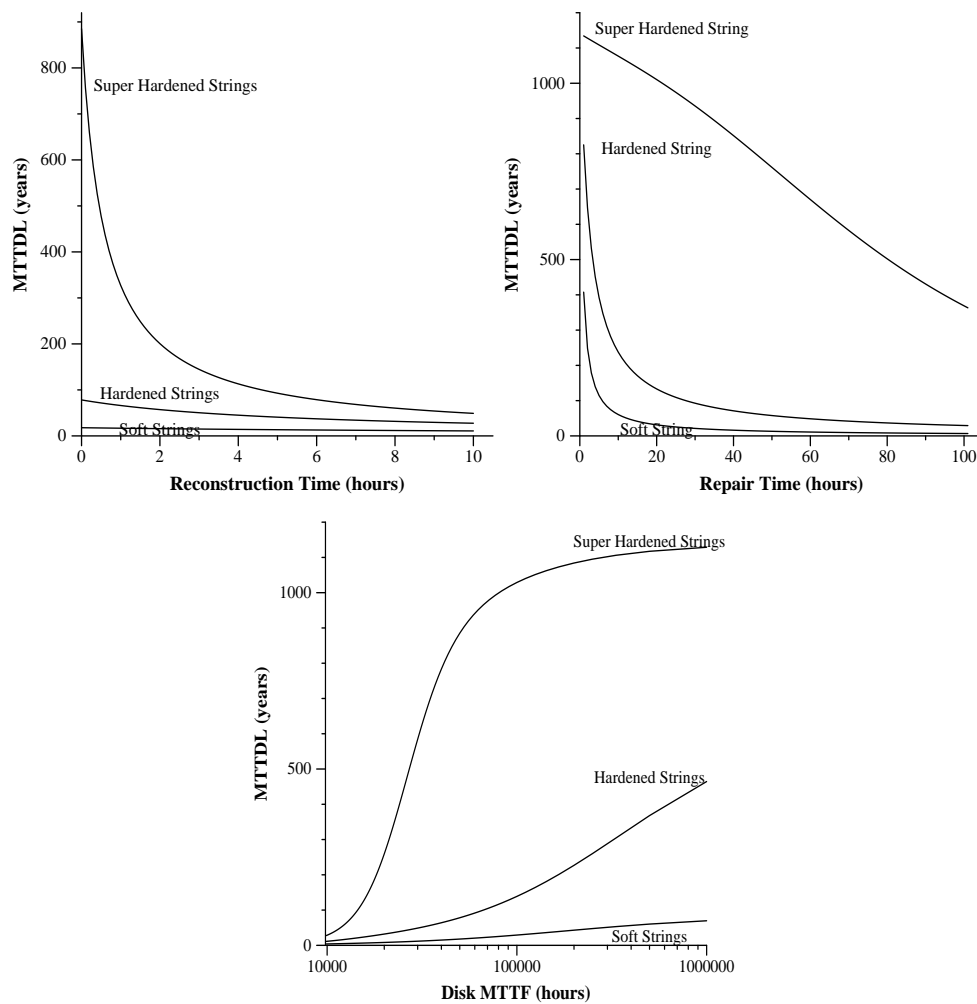 MTTDL (years)
800
600
400
200
0
Super Hardened Strings
Hardened Strings
Soft Strings
0 2 4 6 8 10
Reconstruction Time (hours)
MTTDL (years)
1000
500
0
Super Hardened String
Hardened String
Soft String
0 20 40 60 80 100
Repair Time (hours)
MTTDL (years)
1000
500
0
Super Hardened Strings
Hardened Strings
Soft Strings
10000 100000 1000000
Disk MTTF (hours)